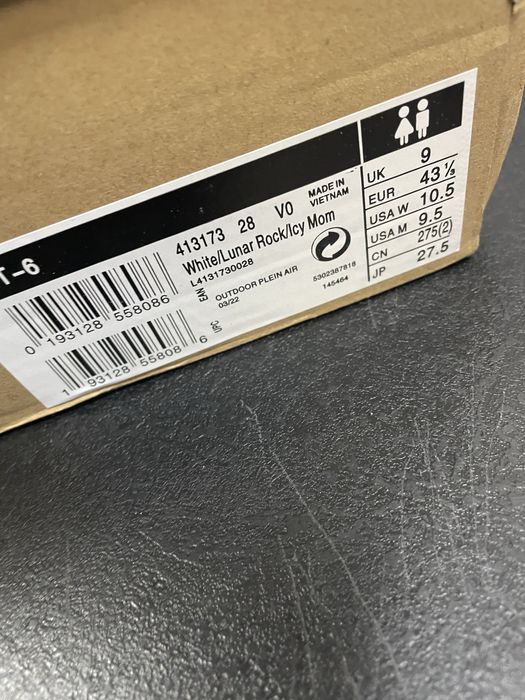 T-6
413173 28 V0 MADE IN VIETNAM
White/Lunar Rock/Icy Morn
L4131730028
EAN
OUTDOOR PLEIN AIR
03/22
5302387818
145464
0 193128 558086
UPC
1 93128 55808 6
UK 9
EUR 43 ⅓
USA W 10.5
USA M 9.5
CN 275(2)
JP 27.5